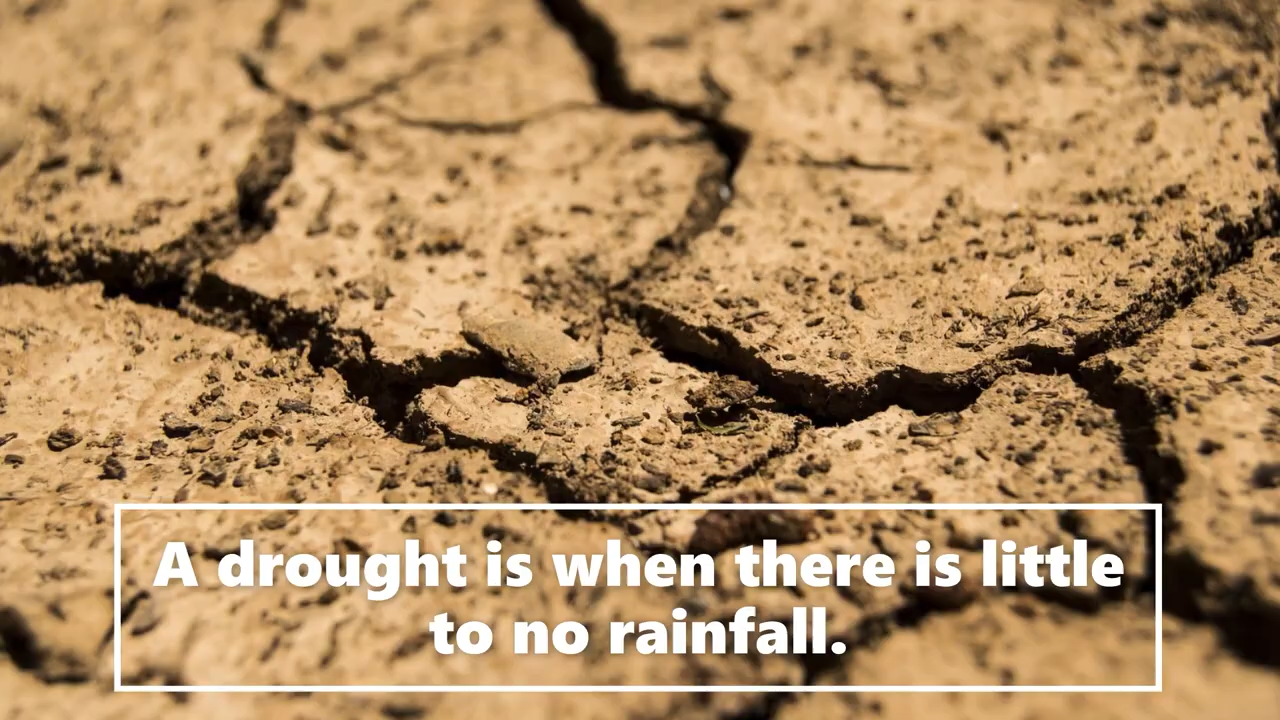 A drought is when there is little
to no rainfall.